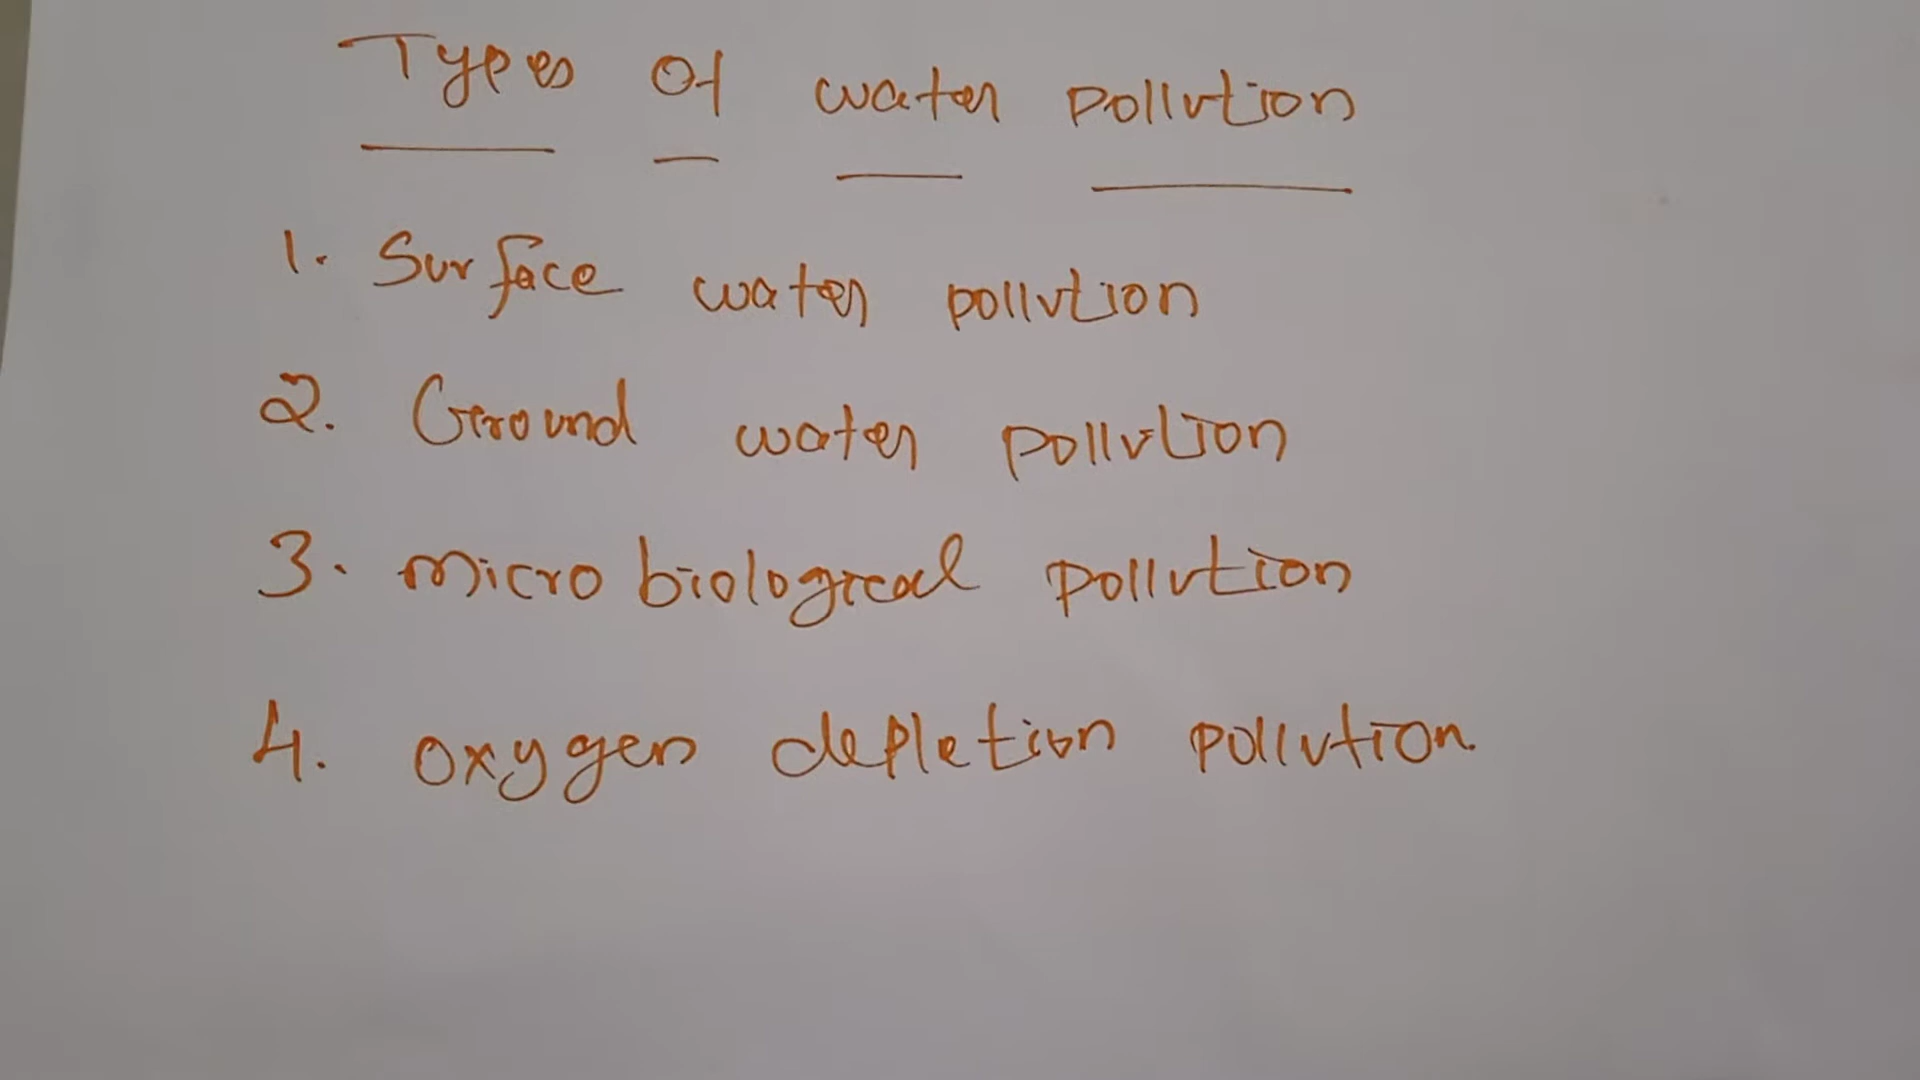 Types Of water pollution
1. Surface water pollution
2. Ground water pollution
3. micro biological pollution
4. oxygen depletion pollution.